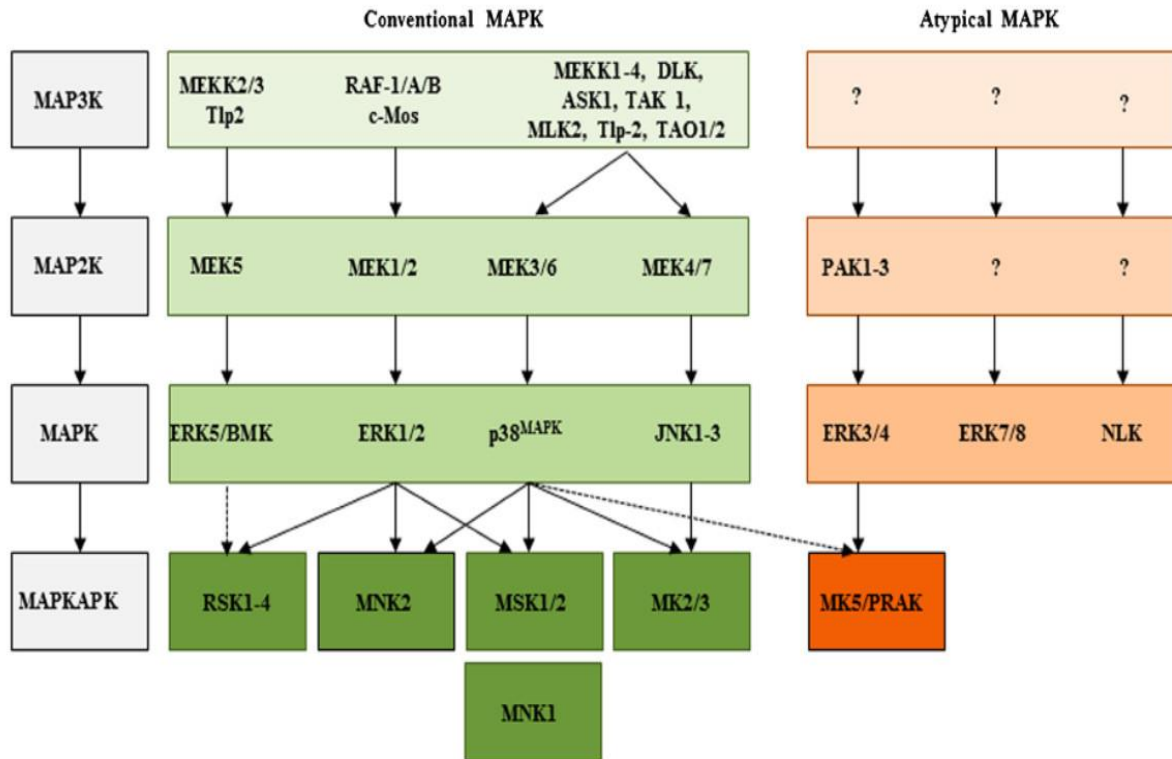 Conventional MAPK
Atypical MAPK
MAP3K
MEKK2/3
Tlp2
RAF-1/A/B
c-Mos
MEKK1-4, DLK,
ASK1, TAK 1,
MLK2, Tlp-2, TAO1/2
?
?
?
MAP2K
MEK5
MEK1/2
MEK3/6
MEK4/7
PAK1-3
?
?
MAPK
ERK5/BMK
ERK1/2
p38MAPK
JNK1-3
ERK3/4
ERK7/8
NLK
MAPKAPK
RSK1-4
MNK2
MSK1/2
MK2/3
MK5/PRAK
MNK1